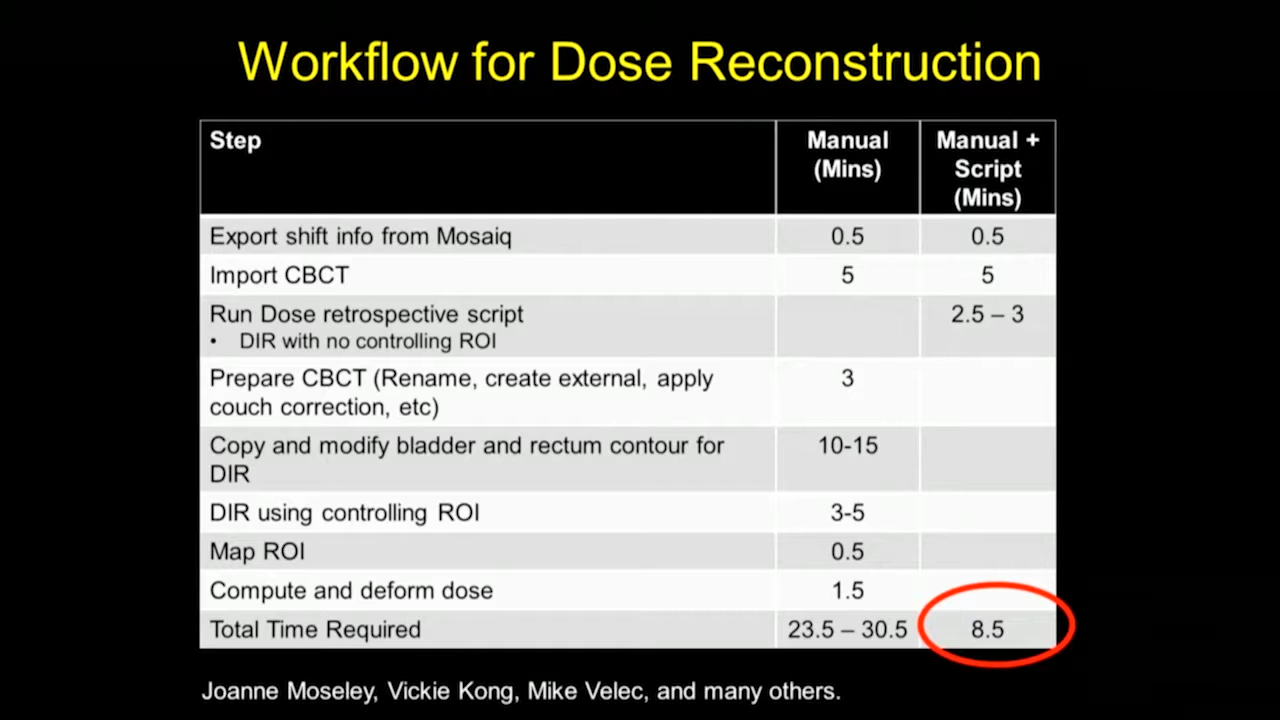 Workflow for Dose Reconstruction
Step
Manual
(Mins)
Manual +
Script
(Mins)
Export shift info from Mosaiq
0.5
0.5
Import CBCT
5
5
Run Dose retrospective script
2.5 – 3
• DIR with no controlling ROI
Prepare CBCT (Rename, create external, apply
3
couch correction, etc)
Copy and modify bladder and rectum contour for
10-15
DIR
DIR using controlling ROI
3-5
Map ROI
0.5
Compute and deform dose
1.5
Total Time Required
23.5 – 30.5
8.5
Joanne Moseley, Vickie Kong, Mike Velec, and many others.